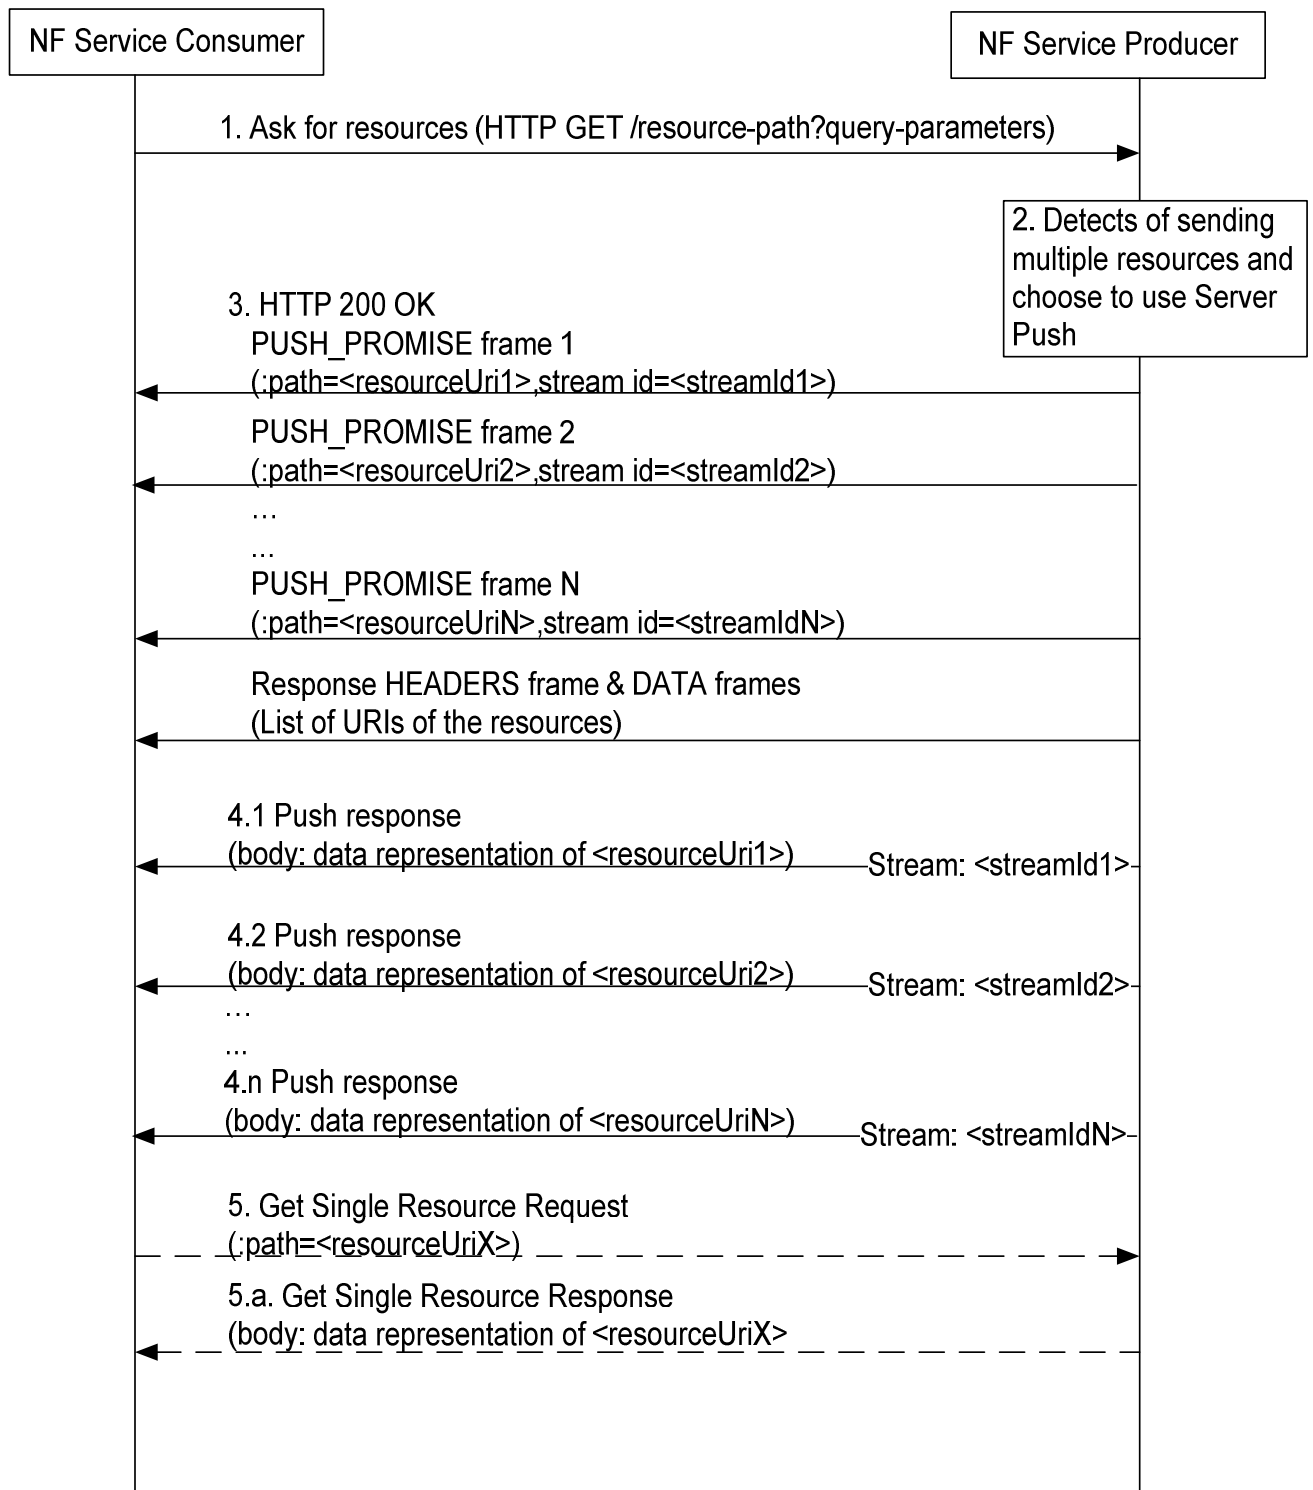 NF Service Consumer
NF Service Producer
1. Ask for resources (HTTP GET /resource-path?query-parameters)
2. Detects of sending
multiple resources and
choose to use Server
Push
3. HTTP 200 OK
PUSH_PROMISE frame 1
(:path=<resourceUri1>,stream id=<streamId1>)
PUSH_PROMISE frame 2
(:path=<resourceUri2>,stream id=<streamId2>)
…
...
PUSH_PROMISE frame N
(:path=<resourceUriN>,stream id=<streamIdN>)
Response HEADERS frame & DATA frames
(List of URIs of the resources)
4.1 Push response
(body: data representation of <resourceUri1>)
Stream: <streamId1>
4.2 Push response
(body: data representation of <resourceUri2>)
Stream: <streamId2>
…
...
4.n Push response
(body: data representation of <resourceUriN>)
Stream: <streamIdN>
5. Get Single Resource Request
(:path=<resourceUriX>)
5.a. Get Single Resource Response
(body: data representation of <resourceUriX>